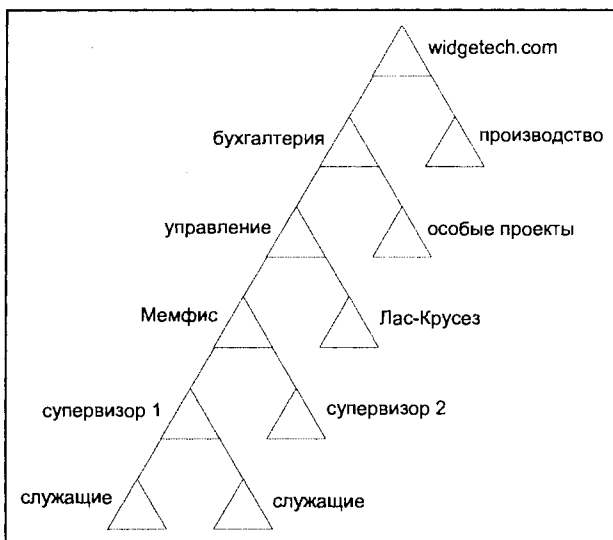 widgetech.com
бухгалтерия
производство
управление
особые проекты
Мемфис
Лас-Крусез
супервизор 1
супервизор 2
служащие
служащие